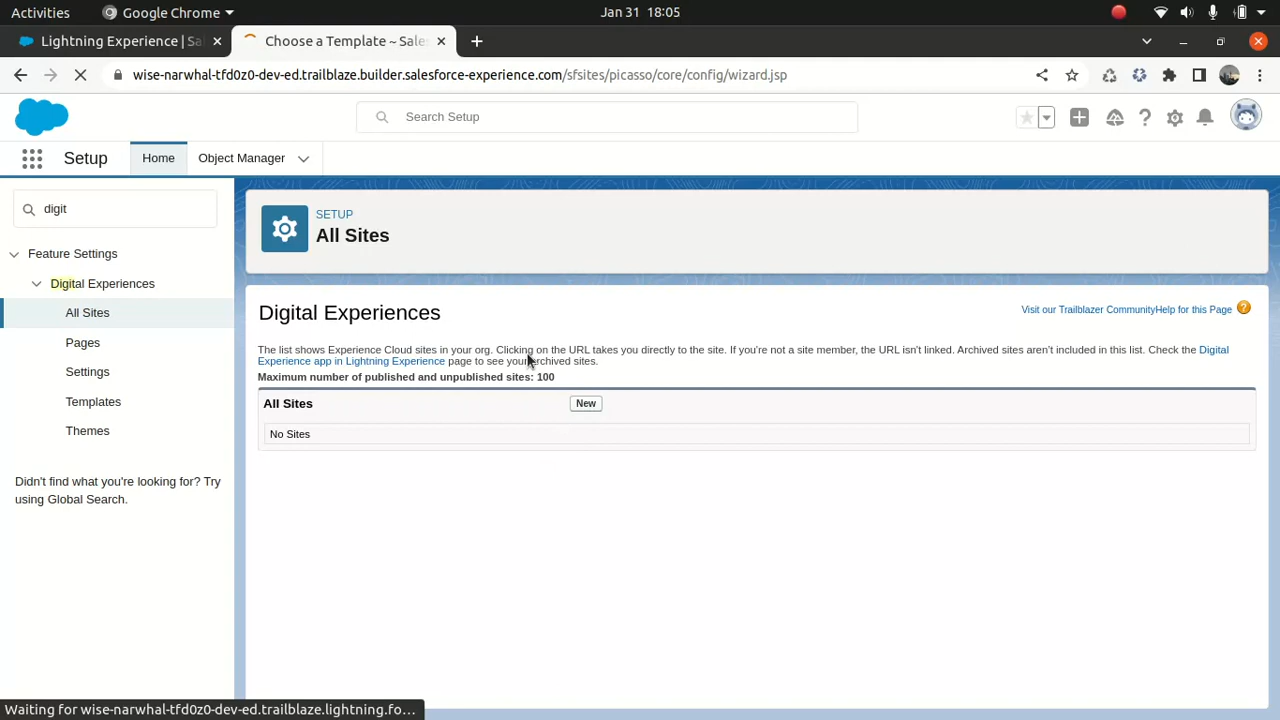 Activities
Google Chrome
Jan 31 18:05
Lightning Experience | Sa
Choose a Template ~ Sale
wise-narwhal-tfd0z0-dev-ed.trailblaze.builder.salesforce-experience.com/sfsites/picasso/core/config/wizard.jsp
Search Setup
Setup
Home
Object Manager
digit
Feature Settings
Digital Experiences
All Sites
Pages
Settings
Templates
Themes
Didn't find what you're looking for? Try
using Global Search.
SETUP
All Sites
Digital Experiences
Visit our Trailblazer Community Help for this Page
The list shows Experience Cloud sites in your org. Clicking on the URL takes you directly to the site. If you're not a site member, the URL isn't linked. Archived sites aren't included in this list. Check the Digital
Experience app in Lightning Experience page to see your archived sites.
Maximum number of published and unpublished sites: 100
All Sites
New
No Sites
Waiting for wise-narwhal-tfd0z0-dev-ed.trailblaze.lightning.fo…